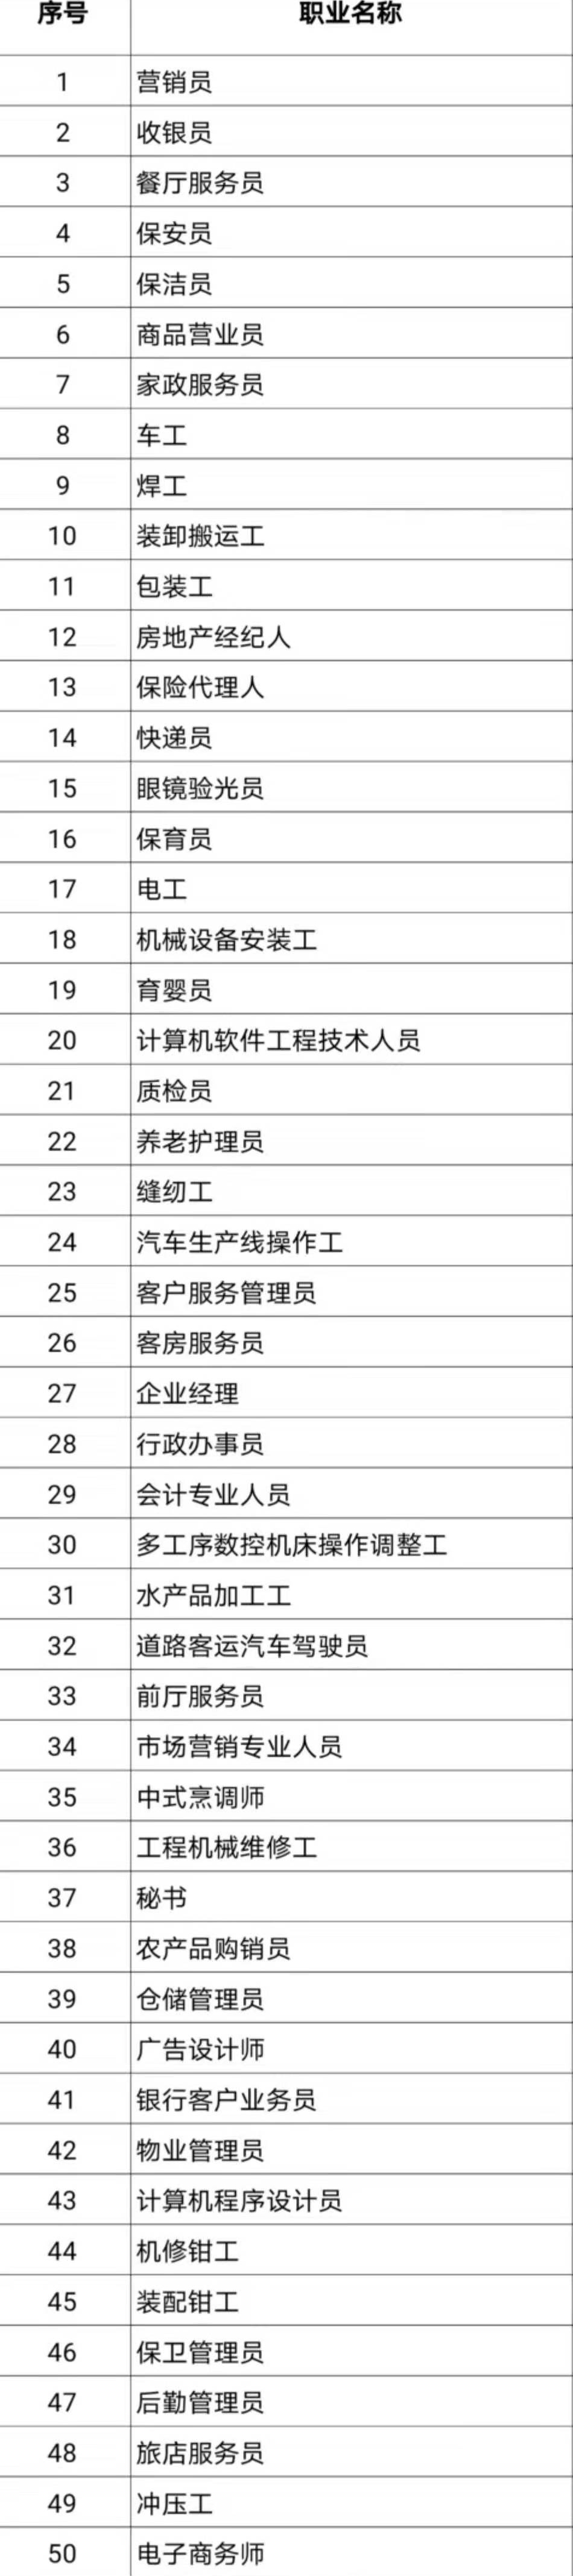 序号 职业名称
1 营销员
2 收银员
3 餐厅服务员
4 保安员
5 保洁员
6 商品营业员
7 家政服务员
8 车工
9 焊工
10 装卸搬运工
11 包装工
12 房地产经纪人
13 保险代理人
14 快递员
15 眼镜验光员
16 保育员
17 电工
18 机械设备安装工
19 育婴员
20 计算机软件工程技术人员
21 质检员
22 养老护理员
23 缝纫工
24 汽车生产线操作工
25 客户服务管理员
26 客房服务员
27 企业经理
28 行政办事员
29 会计专业人员
30 多工序数控机床操作调整工
31 水产品加工工
32 道路客运汽车驾驶员
33 前厅服务员
34 市场营销专业人员
35 中式烹调师
36 工程机械维修工
37 秘书
38 农产品购销员
39 仓储管理员
40 广告设计师
41 银行客户业务员
42 物业管理员
43 计算机程序设计员
44 机修钳工
45 装配钳工
46 保卫管理员
47 后勤管理员
48 旅店服务员
49 冲压工
50 电子商务师